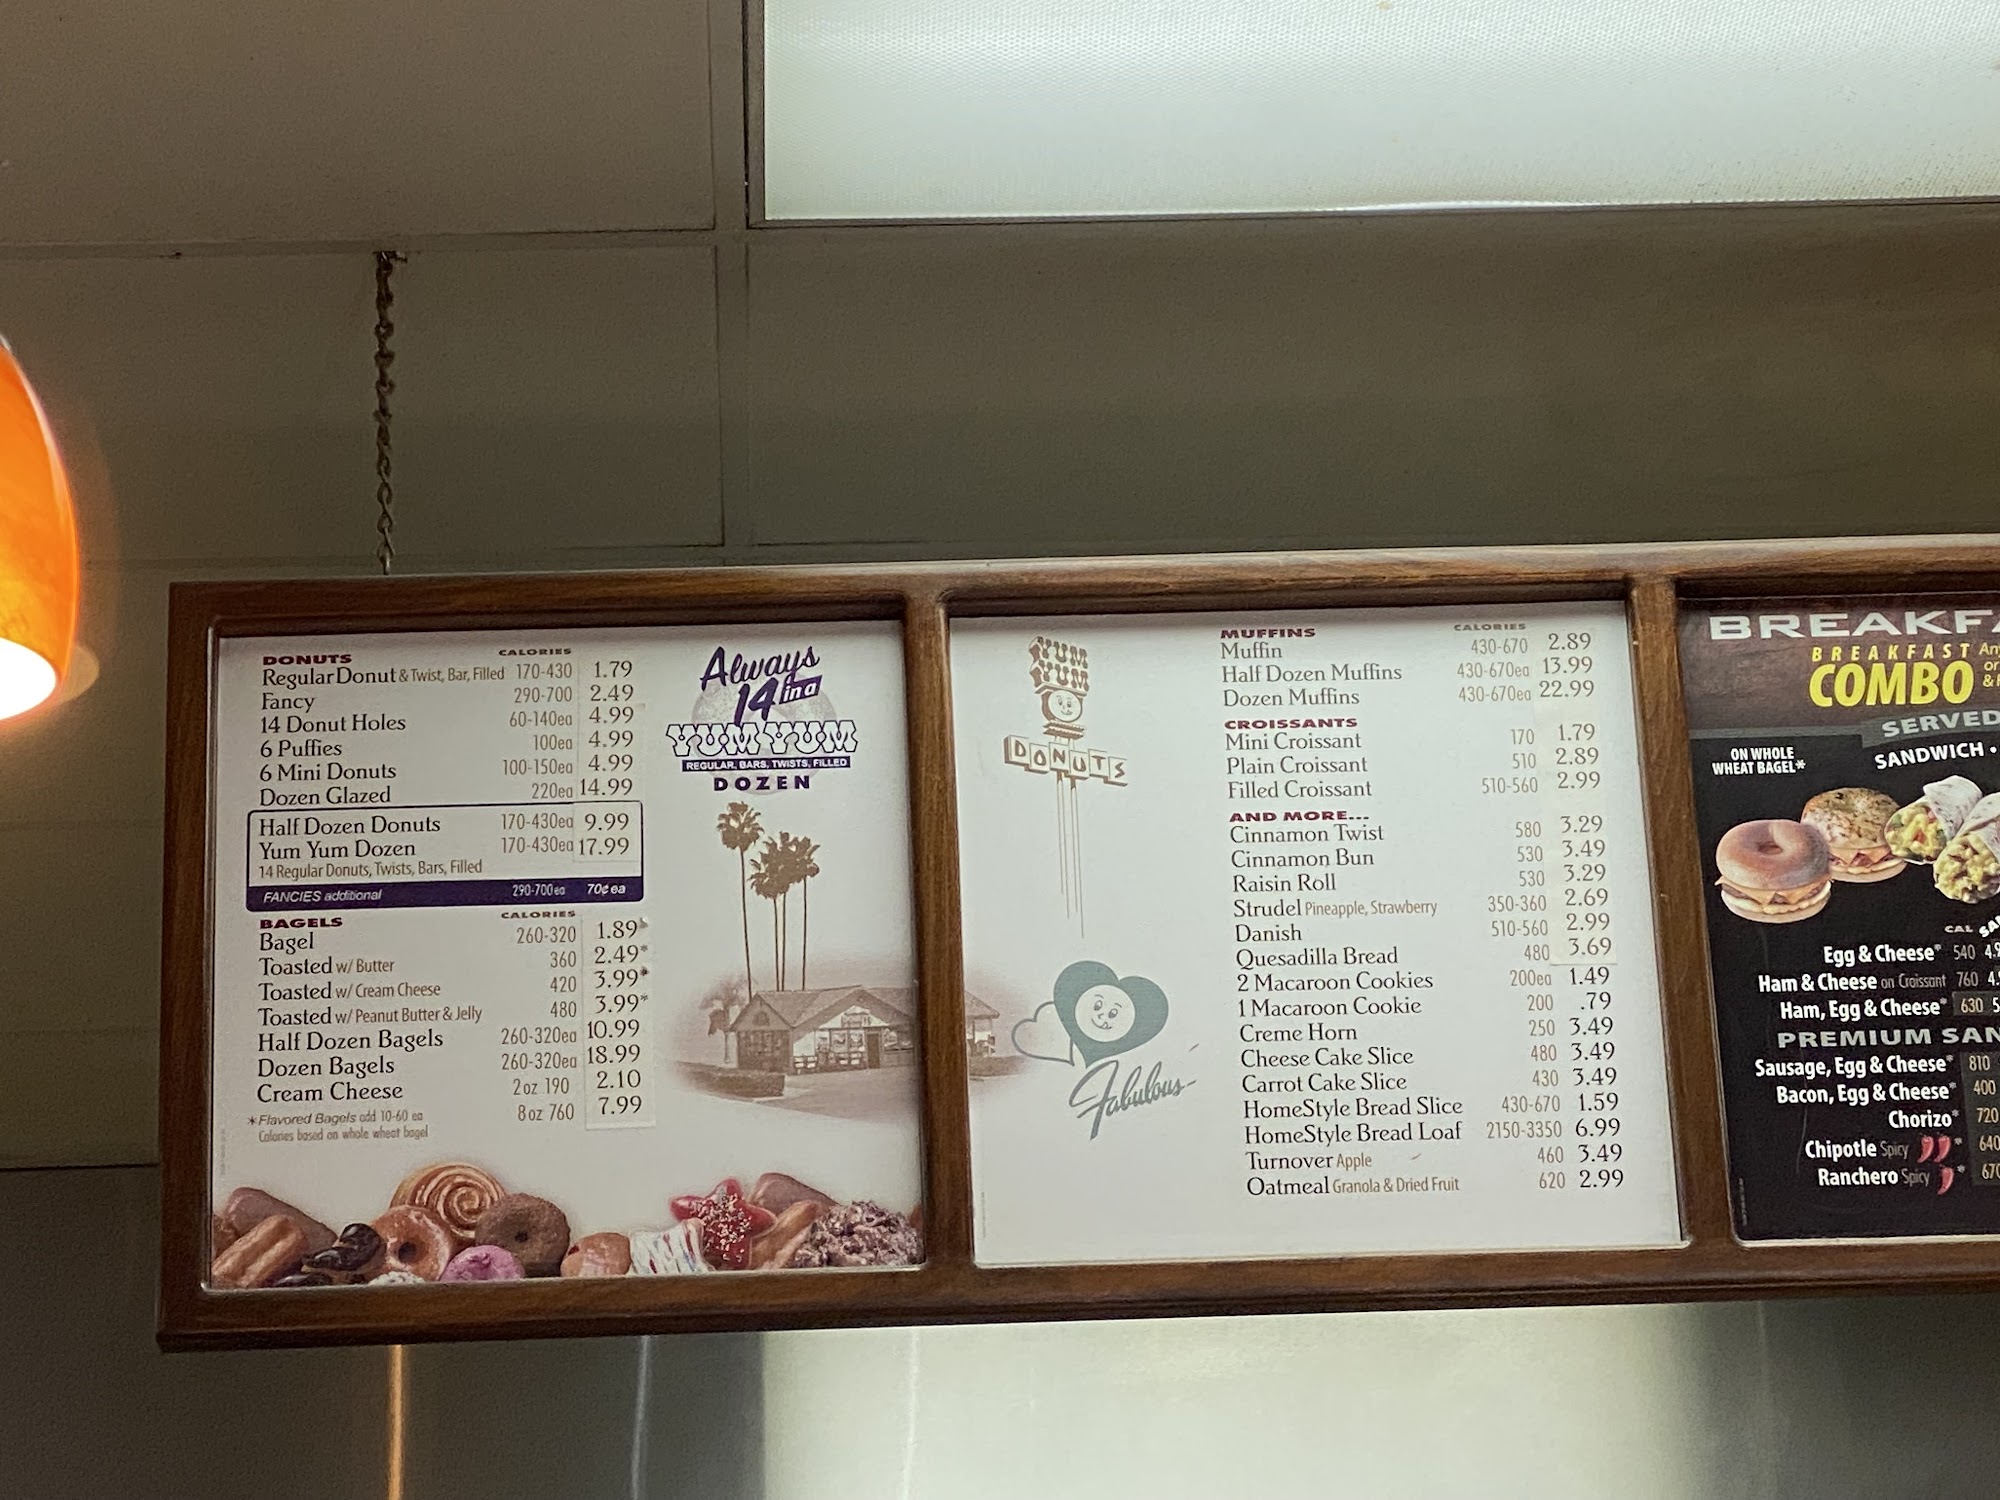 DONUTS CALORIES
Regular Donut & Twist, Bar, Filled 170-430 1.79
Fancy 290-700 2.49
14 Donut Holes 60-140ea 4.99
6 Puffies 100ea 4.99
6 Mini Donuts 100-150ea 4.99
Dozen Glazed 220ea 14.99
Half Dozen Donuts 170-430ea 9.99
Yum Yum Dozen 170-430ea 17.99
14 Regular Donuts, Twists, Bars, Filled
FANCIES additional 290-700ea 70¢ ea
BAGELS CALORIES
Bagel 260-320 1.89*
Toasted w/ Butter 360 2.49*
Toasted w/ Cream Cheese 420 3.99*
Toasted w/ Peanut Butter & Jelly 480 3.99*
Half Dozen Bagels 260-320ea 10.99
Dozen Bagels 260-320ea 18.99
Cream Cheese 2 oz 190 2.10
8 oz 760 7.99
*Flavored Bagels add 10-60 ea
Calories based on whole wheat bagel
Always
14 in a
YUM YUM
REGULAR, BARS, TWISTS, FILLED
DOZEN
YUM
YUM
DONUTS
Fabulous
MUFFINS CALORIES
Muffin 430-670 2.89
Half Dozen Muffins 430-670ea 13.99
Dozen Muffins 430-670ea 22.99
CROISSANTS
Mini Croissant 170 1.79
Plain Croissant 510 2.89
Filled Croissant 510-560 2.99
AND MORE...
Cinnamon Twist 580 3.29
Cinnamon Bun 530 3.49
Raisin Roll 530 3.29
Strudel Pineapple, Strawberry 350-360 2.69
Danish 510-560 2.99
Quesadilla Bread 480 3.69
2 Macaroon Cookies 200ea 1.49
1 Macaroon Cookie 200 .79
Creme Horn 250 3.49
Cheese Cake Slice 480 3.49
Carrot Cake Slice 430 3.49
HomeStyle Bread Slice 430-670 1.59
HomeStyle Bread Loaf 2150-3350 6.99
Turnover Apple 460 3.49
Oatmeal Granola & Dried Fruit 620 2.99
BREAKFA
BREAKFAST An
COMBO or
&
SERVED
SANDWICH •
ON WHOLE
WHEAT BAGEL*
CAL SA
Egg & Cheese* 540 4.9
Ham & Cheese on Croissant 760 4.
Ham, Egg & Cheese* 630 5
PREMIUM SAN
Sausage, Egg & Cheese* 810
Bacon, Egg & Cheese* 400
Chorizo* 720
Chipotle Spicy * 640
Ranchero Spicy * 670